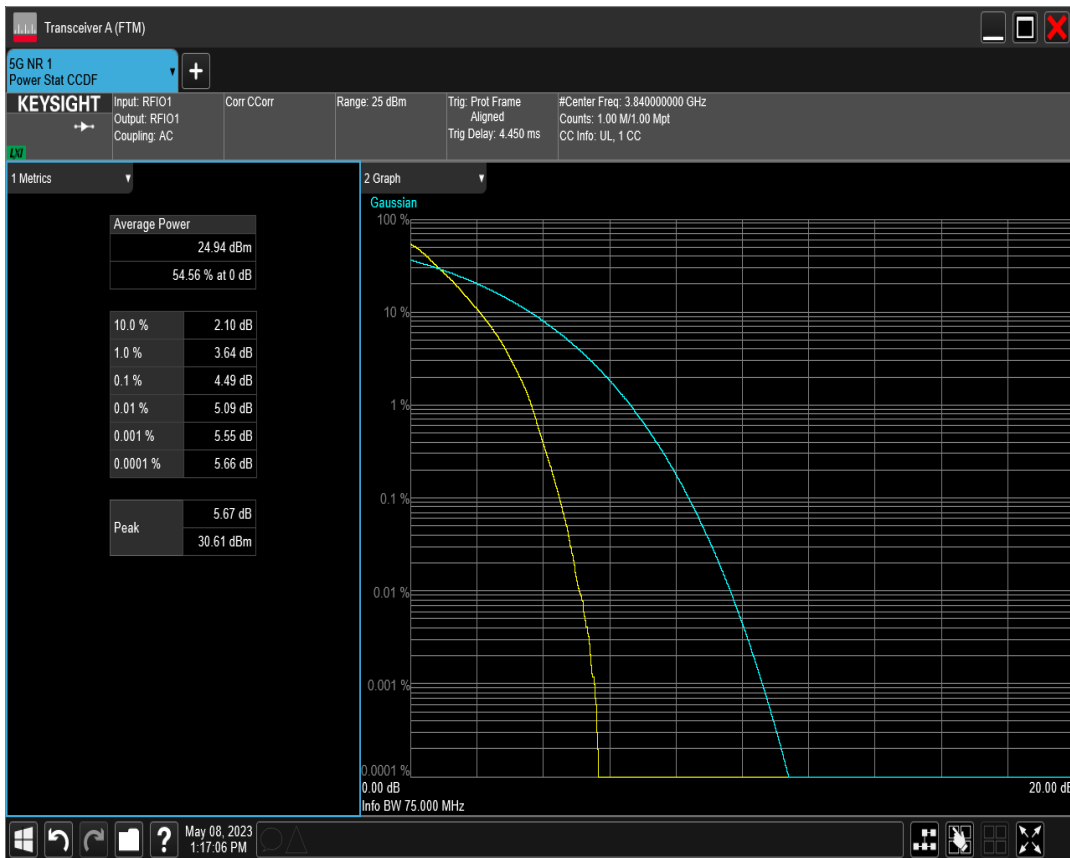 Transceiver A (FTM)
5G NR 1
Power Stat CCDF
+
KEYSIGHT
LXI
Input: RFIO1
Output: RFIO1
Coupling: AC
Corr CCorr
Range: 25 dBm
Trig: Prot Frame
Aligned
Trig Delay: 4.450 ms
#Center Freq: 3.840000000 GHz
Counts: 1.00 M/1.00 Mpt
CC Info: UL, 1 CC
1 Metrics
Average Power
24.94 dBm
54.56 % at 0 dB
10.0 % 2.10 dB
1.0 % 3.64 dB
0.1 % 4.49 dB
0.01 % 5.09 dB
0.001 % 5.55 dB
0.0001 % 5.66 dB
Peak 5.67 dB
30.61 dBm
2 Graph
Gaussian
100 %
10 %
1 %
0.1 %
0.01 %
0.001 %
0.0001 %
0.00 dB 20.00 dB
Info BW 75.000 MHz
?
May 08, 2023
1:17:06 PM